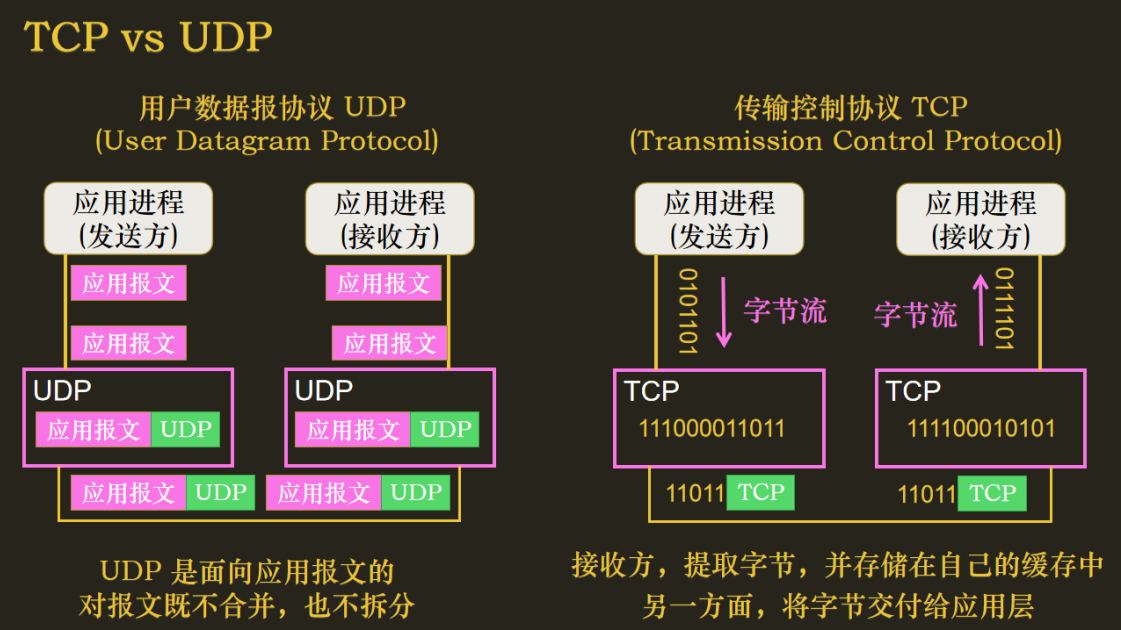 TCP vs UDP
用户数据报协议 UDP
(User Datagram Protocol)
应用进程
(发送方)
应用进程
(接收方)
应用报文
应用报文
应用报文
应用报文
UDP
应用报文 UDP
UDP
应用报文 UDP
应用报文 UDP
应用报文 UDP
UDP 是面向应用报文的
对报文既不合并，也不拆分
传输控制协议 TCP
(Transmission Control Protocol)
应用进程
(发送方)
应用进程
(接收方)
0101101
字节流
字节流
0111101
TCP
111000011011
TCP
111100010101
11011 TCP
11011 TCP
接收方，提取字节，并存储在自己的缓存中
另一方面，将字节交付给应用层